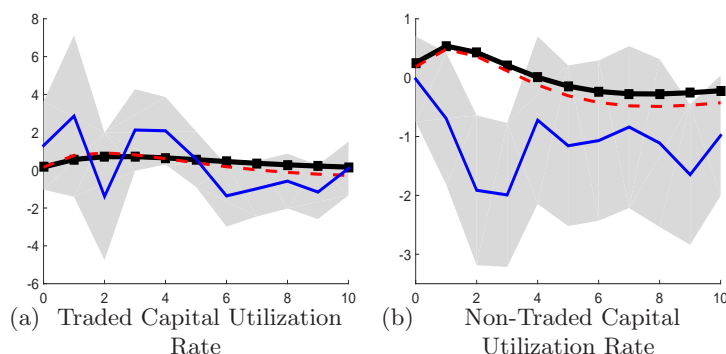 8
6
4
2
0
-2
-4
-6
0 2 4 6 8 10
1
0
-1
-2
-3
0 2 4 6 8 10
(a) Traded Capital Utilization
Rate
(b) Non-Traded Capital
Utilization Rate